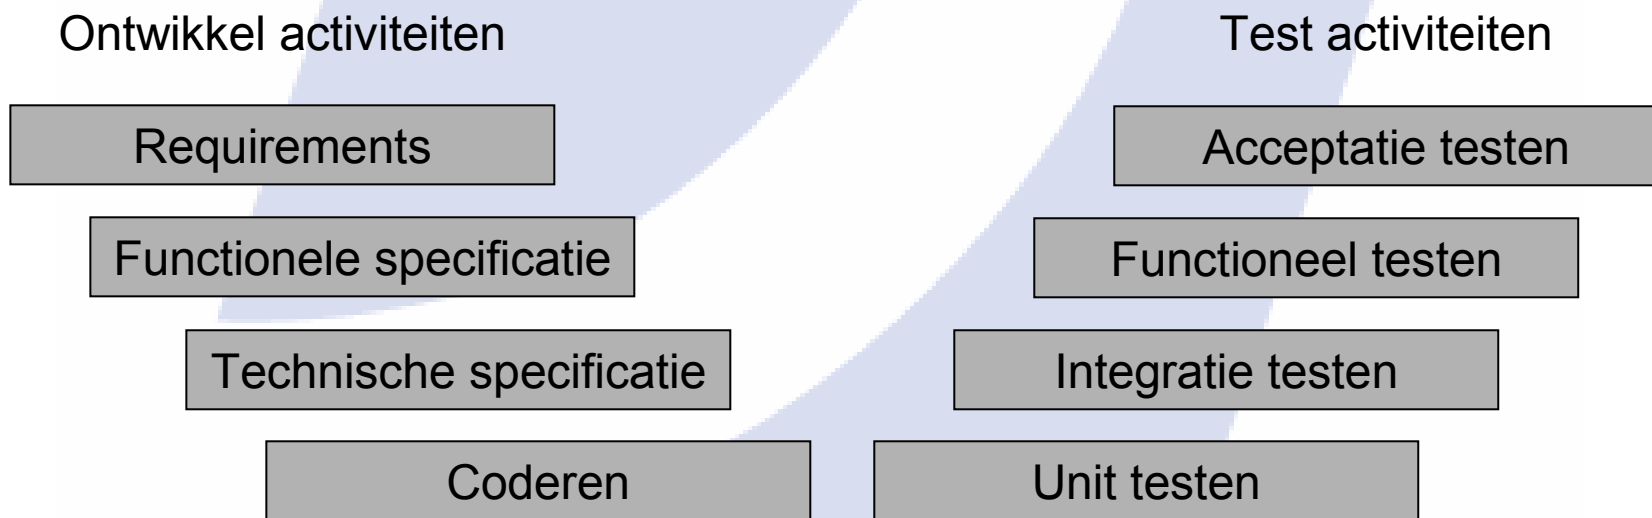 Ontwikkel activiteiten
Test activiteiten
Requirements
Acceptatie testen
Functionele specificatie
Functioneel testen
Technische specificatie
Integratie testen
Coderen
Unit testen